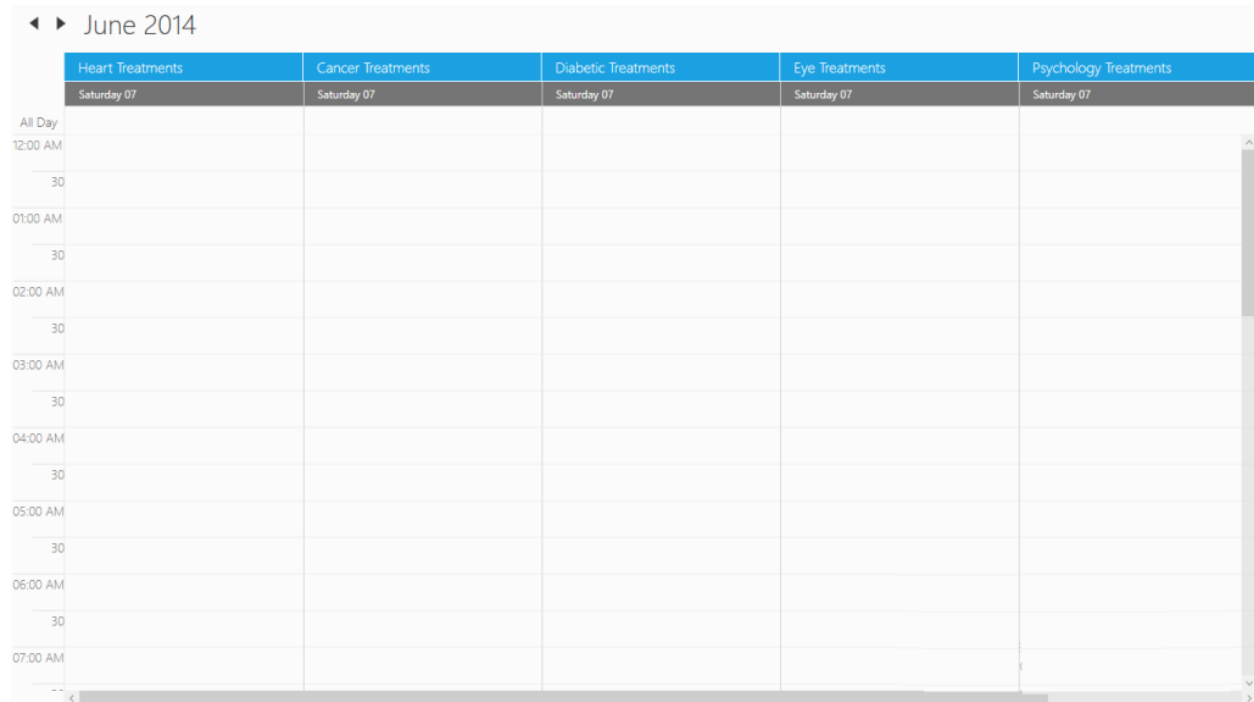 June 2014
Heart Treatments Cancer Treatments Diabetic Treatments Eye Treatments Psychology Treatments
Saturday 07 Saturday 07 Saturday 07 Saturday 07 Saturday 07
All Day
12:00 AM
30
01:00 AM
30
02:00 AM
30
03:00 AM
30
04:00 AM
30
05:00 AM
30
06:00 AM
30
07:00 AM